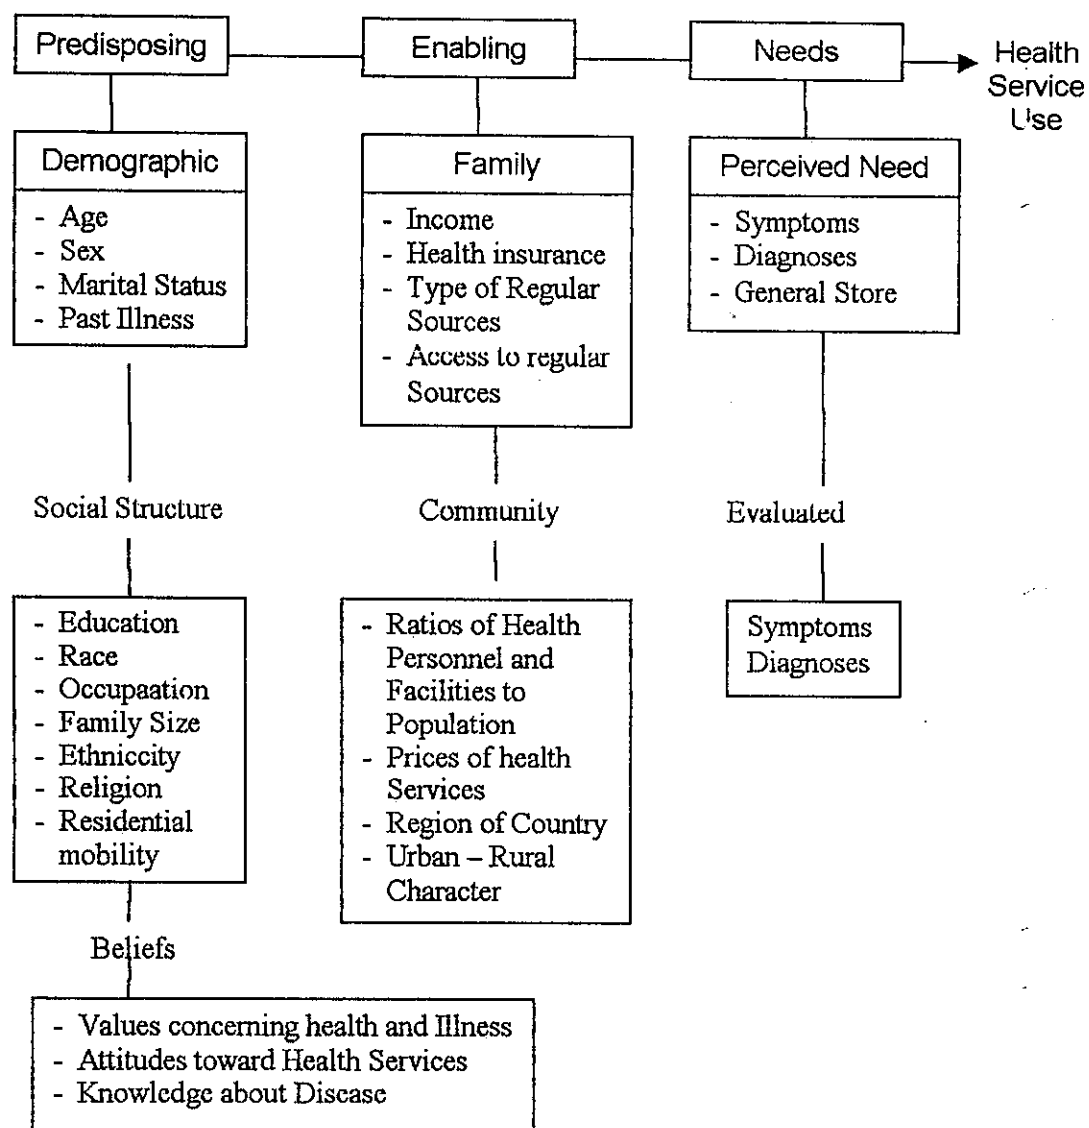 Predisposing
Enabling
Needs
Health
Service
Use
Demographic
- Age
- Sex
- Marital Status
- Past Illness
Family
- Income
- Health insurance
- Type of Regular
Sources
- Access to regular
Sources
Perceived Need
- Symptoms
- Diagnoses
- General Store
Social Structure
Community
Evaluated
- Education
- Race
- Occupaation
- Family Size
- Ethniccity
- Religion
- Residential
mobility
- Ratios of Health
Personnel and
Facilities to
Population
- Prices of health
Services
- Region of Country
- Urban – Rural
Character
Symptoms
Diagnoses
Beliefs
- Values concerning health and Illness
- Attitudes toward Health Services
- Knowledge about Disease